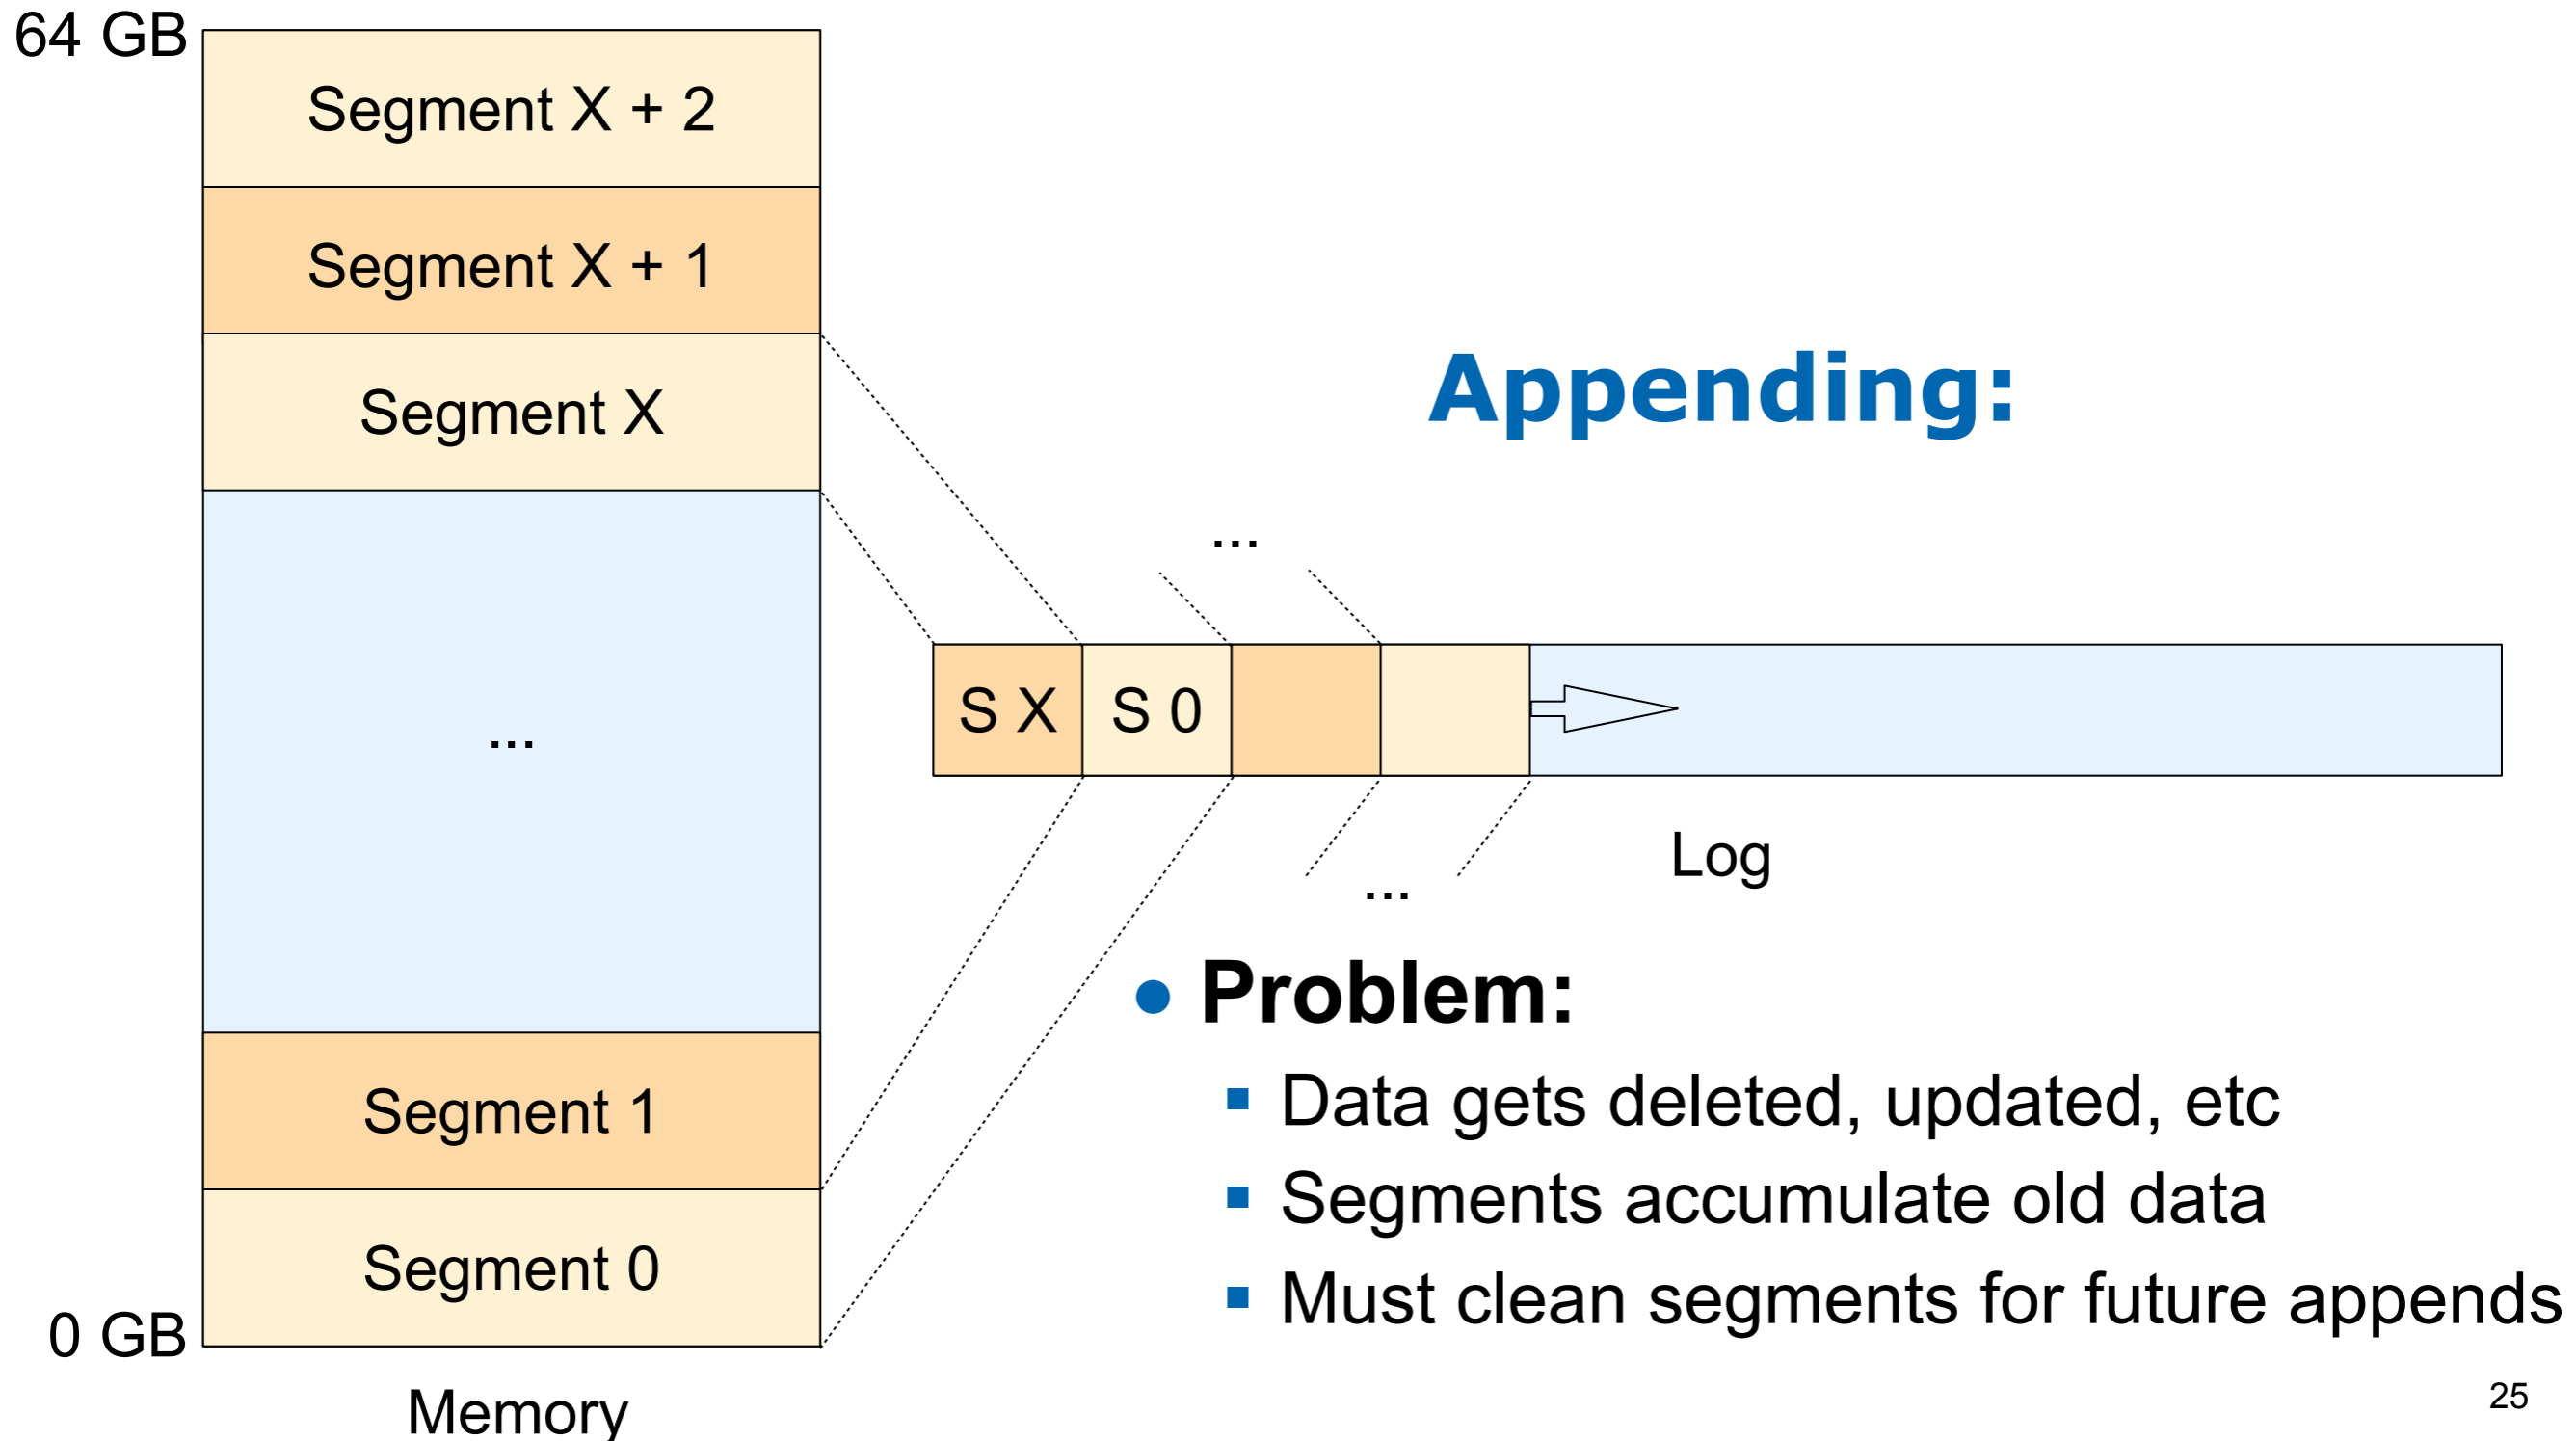 64 GB
Segment X + 2
Segment X + 1
Segment X
...
Segment 1
Segment 0
0 GB
Memory
Appending:
...
S X
S 0
...
Log
Problem:
Data gets deleted, updated, etc
Segments accumulate old data
Must clean segments for future appends
25